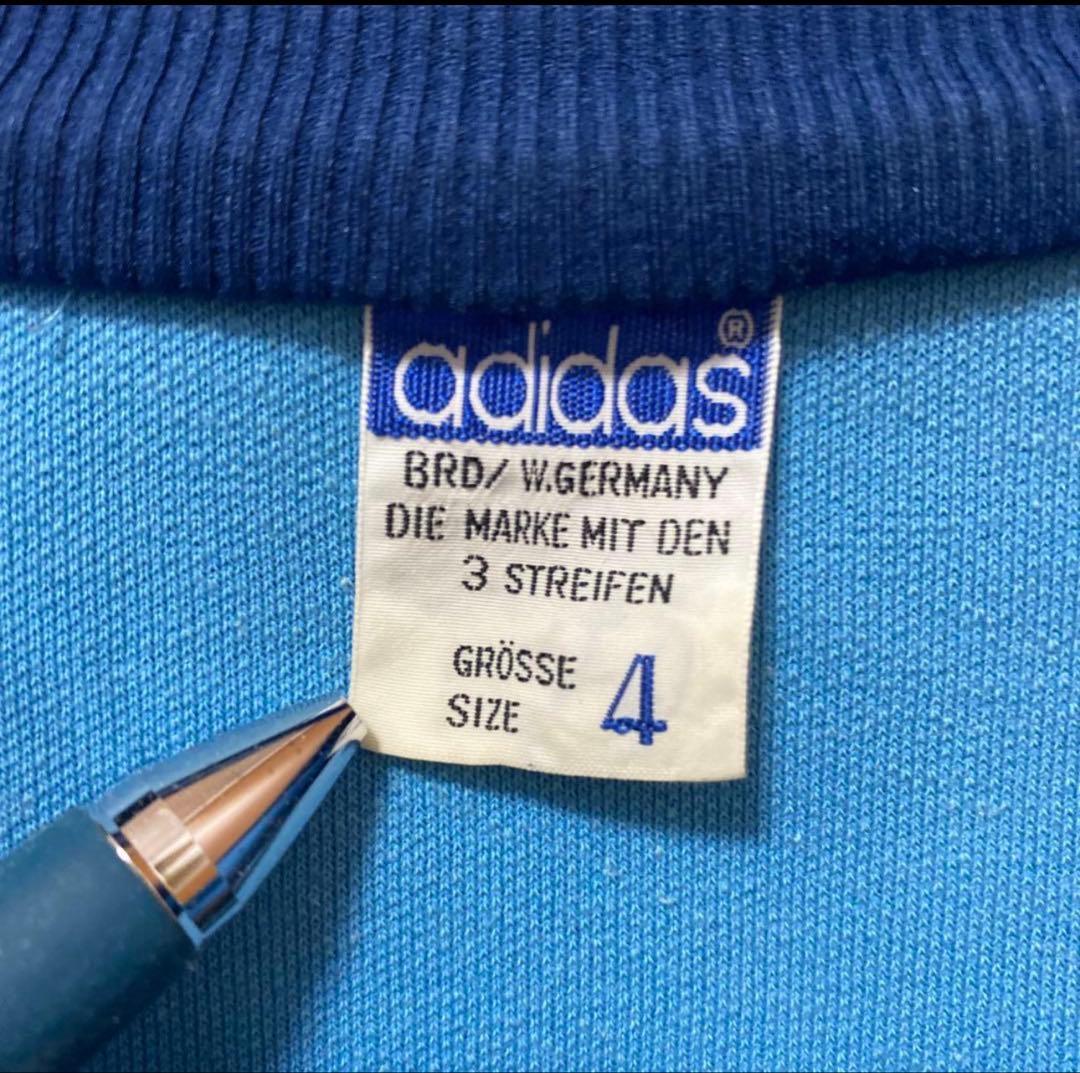 adidas®
BRD/ W.GERMANY
DIE MARKE MIT DEN
3 STREIFEN
GRÖSSE
SIZE 4